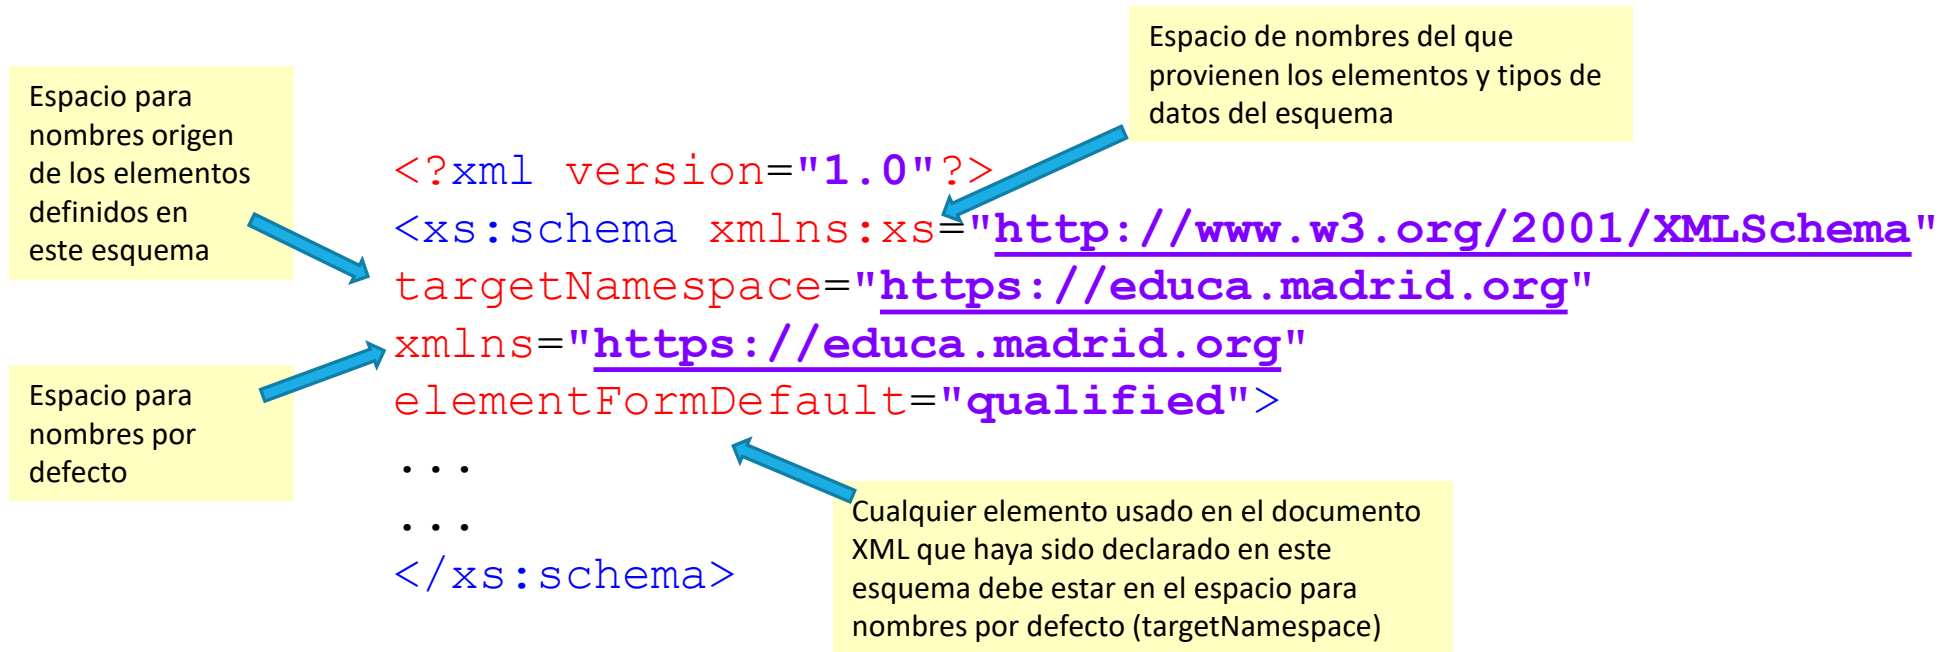 Espacio de nombres del que
provienen los elementos y tipos de
datos del esquema
Espacio para
nombres origen
de los elementos
definidos en
este esquema
<?xml version="1.0"?>
<xs:schema xmlns:xs="http://www.w3.org/2001/XMLSchema"
targetNamespace="https://educa.madrid.org"
xmlns="https://educa.madrid.org"
elementFormDefault="qualified">
...
...
</xs:schema>
Espacio para
nombres por
defecto
Cualquier elemento usado en el documento
XML que haya sido declarado en este
esquema debe estar en el espacio para
nombres por defecto (targetNamespace)